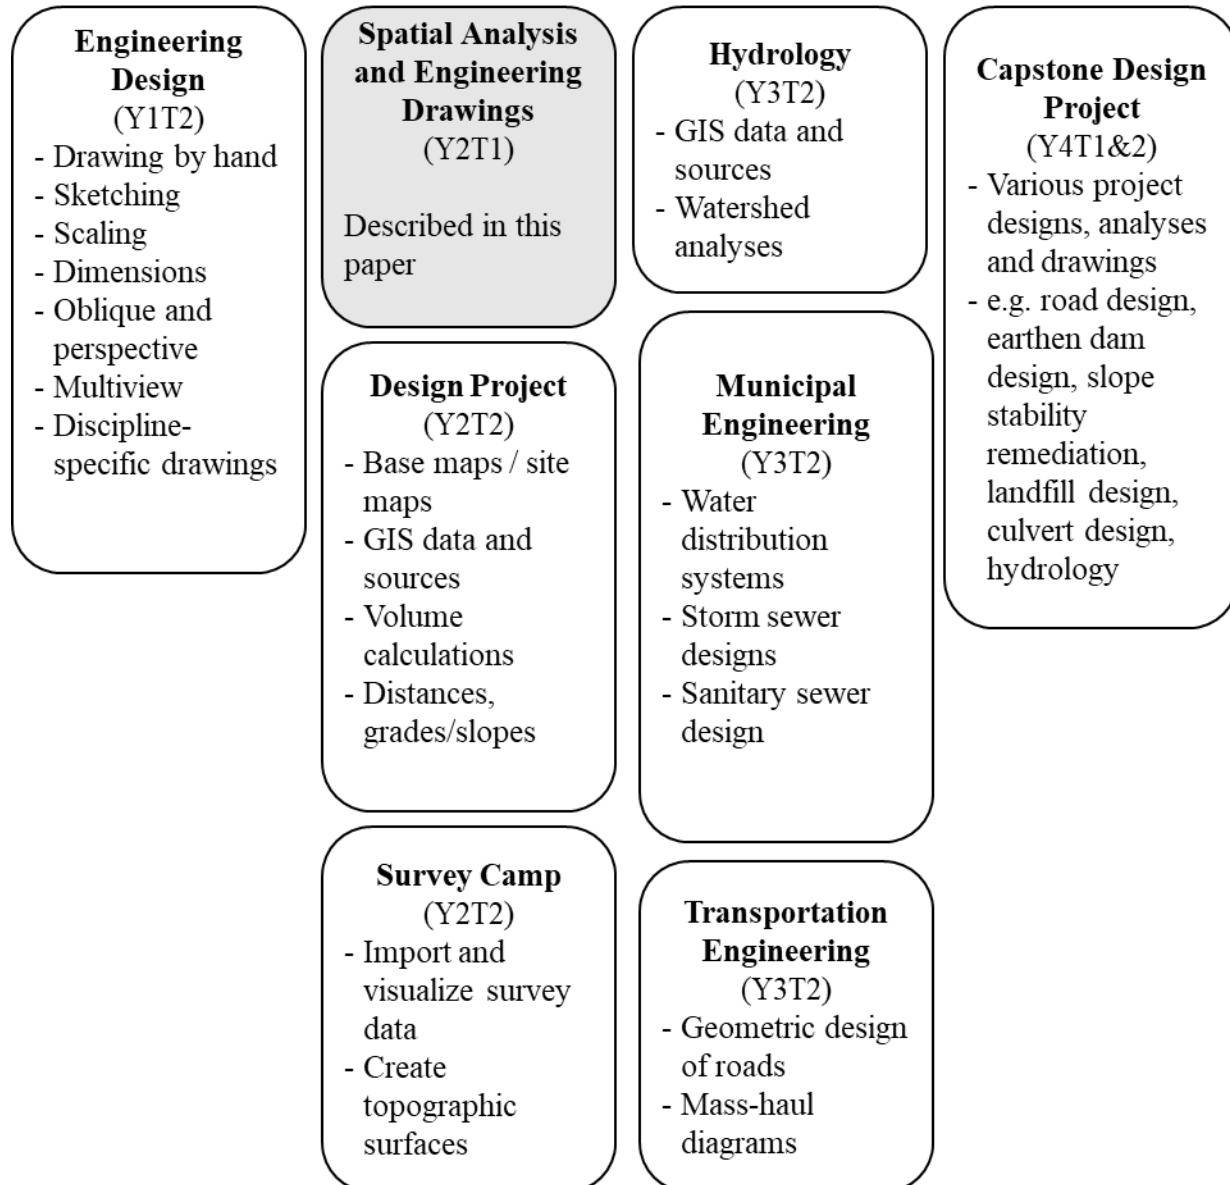 Engineering
Design
(Y1T2)
- Drawing by hand
- Sketching
- Scaling
- Dimensions
- Oblique and
perspective
- Multiview
- Discipline-
specific drawings
Spatial Analysis
and Engineering
Drawings
(Y2T1)
Described in this
paper
Design Project
(Y2T2)
- Base maps / site
maps
- GIS data and
sources
- Volume
calculations
- Distances,
grades/slopes
Survey Camp
(Y2T2)
- Import and
visualize survey
data
- Create
topographic
surfaces
Hydrology
(Y3T2)
- GIS data and
sources
- Watershed
analyses
Municipal
Engineering
(Y3T2)
- Water
distribution
systems
- Storm sewer
designs
- Sanitary sewer
design
Transportation
Engineering
(Y3T2)
- Geometric design
of roads
- Mass-haul
diagrams
Capstone Design
Project
(Y4T1&2)
- Various project
designs, analyses
and drawings
- e.g. road design,
earthen dam
design, slope
stability
remediation,
landfill design,
culvert design,
hydrology